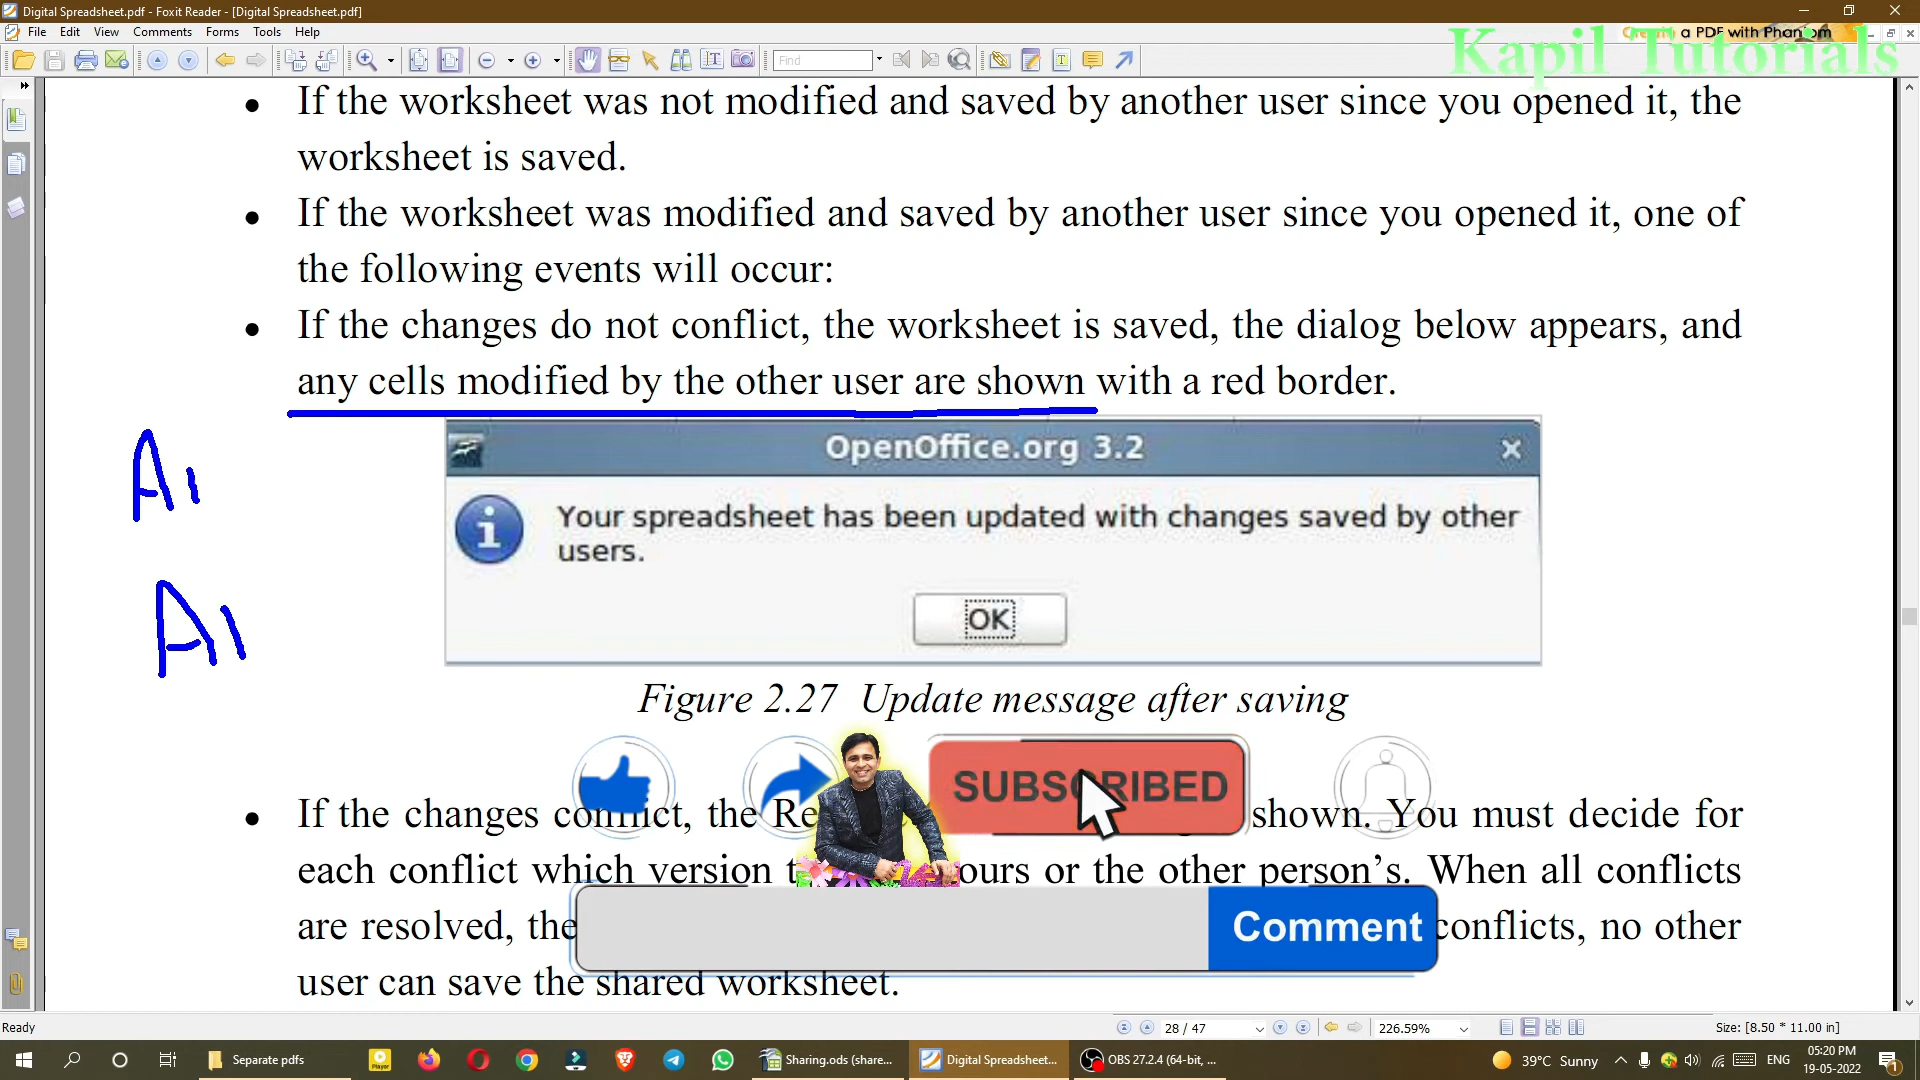 Digital Spreadsheet.pdf - Foxit Reader - [Digital Spreadsheet.pdf]
File Edit View Comments Forms Tools Help
a PDF with
Kapil Tutorials
Find
If the worksheet was not modified and saved by another user since you opened it, the
worksheet is saved.
If the worksheet was modified and saved by another user since you opened it, one of
the following events will occur:
If the changes do not conflict, the worksheet is saved, the dialog below appears, and
any cells modified by the other user are shown with a red border.
A1
A1
OpenOffice.org 3.2
Your spreadsheet has been updated with changes saved by other
users.
OK
Figure 2.27 Update message after saving
SUBSCRIBED
If the changes conflict, the shown. You must decide for
each conflict which version ours or the other person's. When all conflicts
are resolved, the conflicts, no other
Comment
user can save the shared worksheet.
Ready
28 / 47
226.59%
Size: [8.50 * 11.00 in]
Separate pdfs
Player
Sharing.ods (share...
Digital Spreadsheet...
OBS 27.2.4 (64-bit, ...
39°C Sunny
ENG
05:20 PM
19-05-2022
1